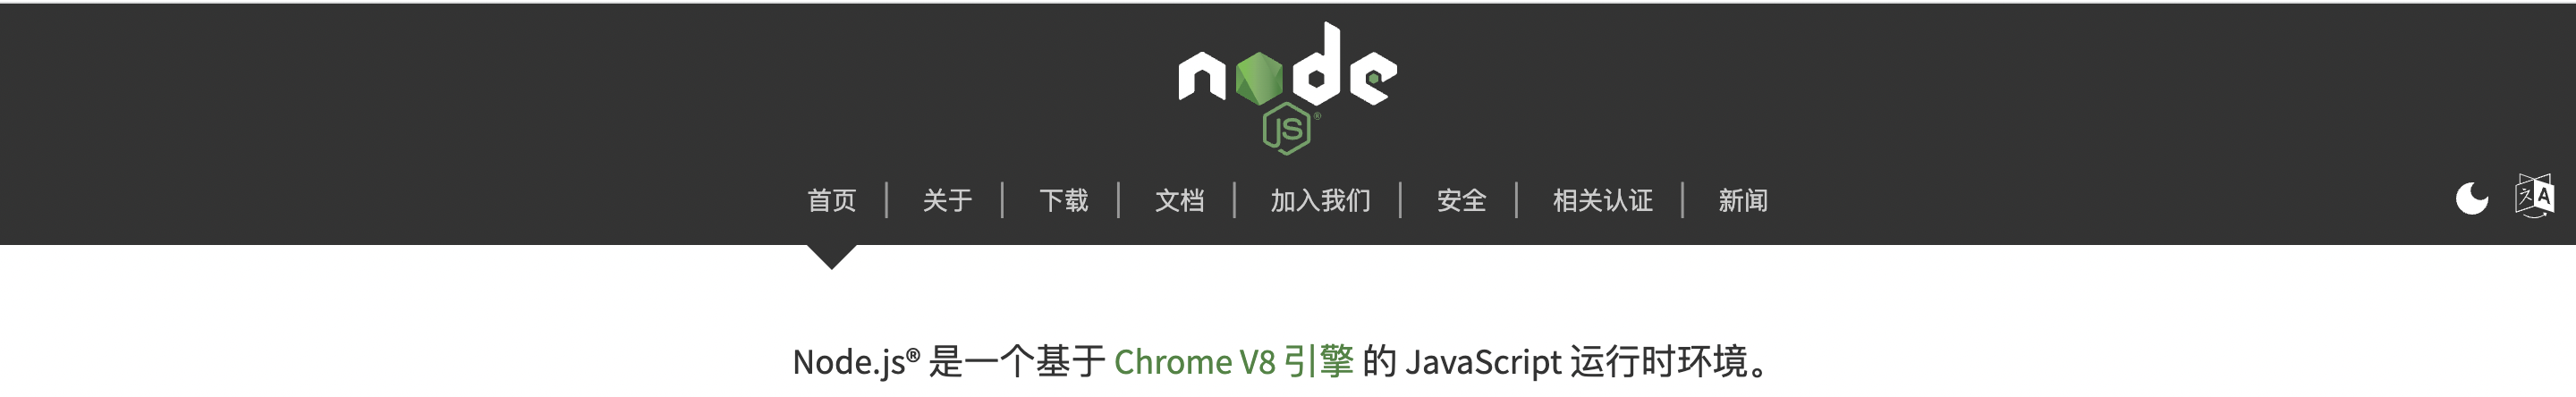 node
JS®
首页 | 关于 | 下载 | 文档 | 加入我们 | 安全 | 相关认证 | 新闻
Node.js® 是一个基于 Chrome V8 引擎 的 JavaScript 运行时环境。